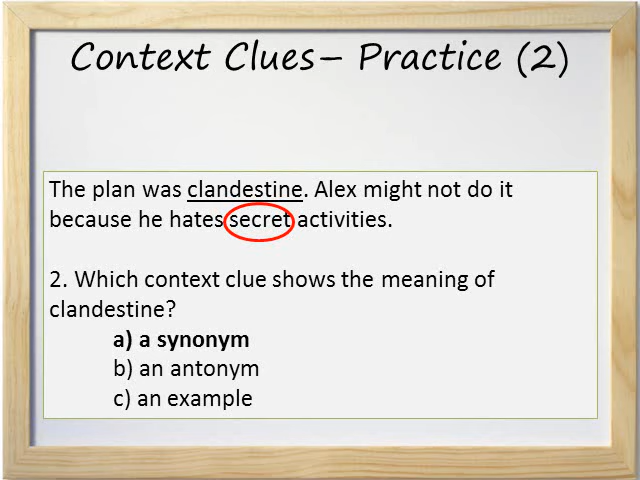 Context Clues– Practice (2)
The plan was clandestine. Alex might not do it
because he hates secret activities.
2. Which context clue shows the meaning of
clandestine?
a) a synonym
b) an antonym
c) an example